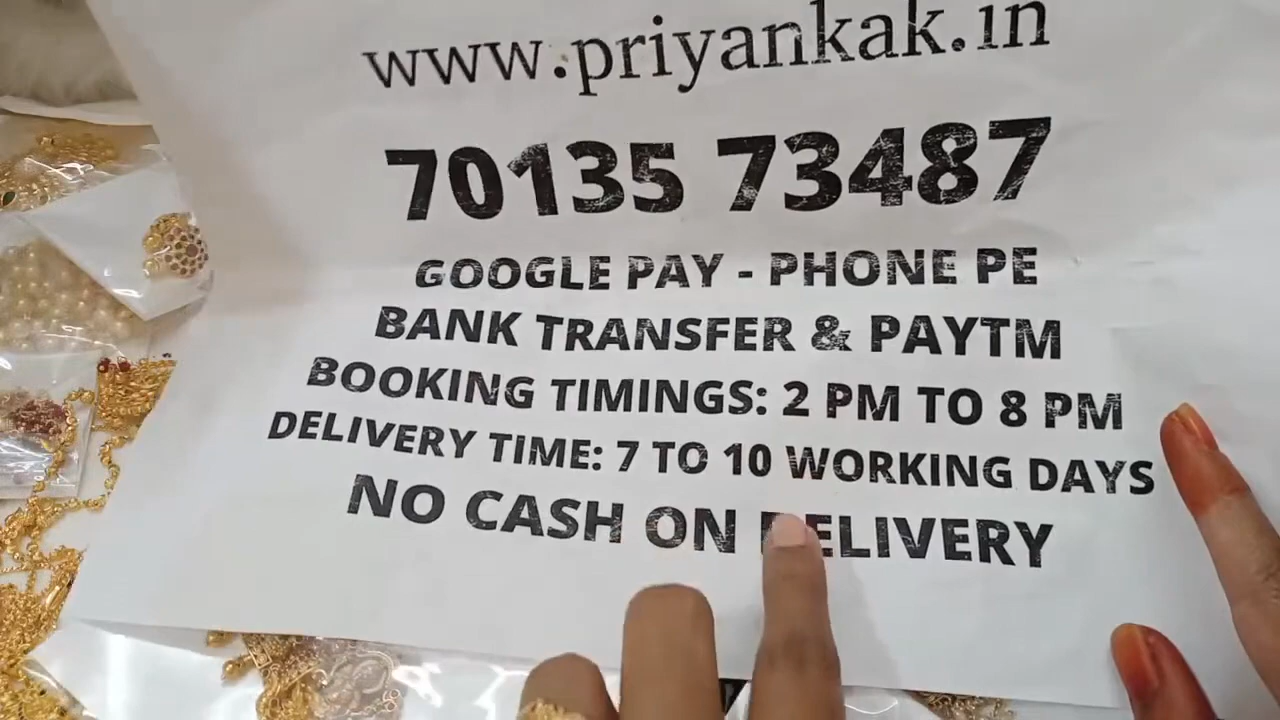 www.priyankak.in
70135 73487
GOOGLE PAY - PHONE PE
BANK TRANSFER & PAYTM
BOOKING TIMINGS: 2 PM TO 8 PM
DELIVERY TIME: 7 TO 10 WORKING DAYS
NO CASH ON DELIVERY